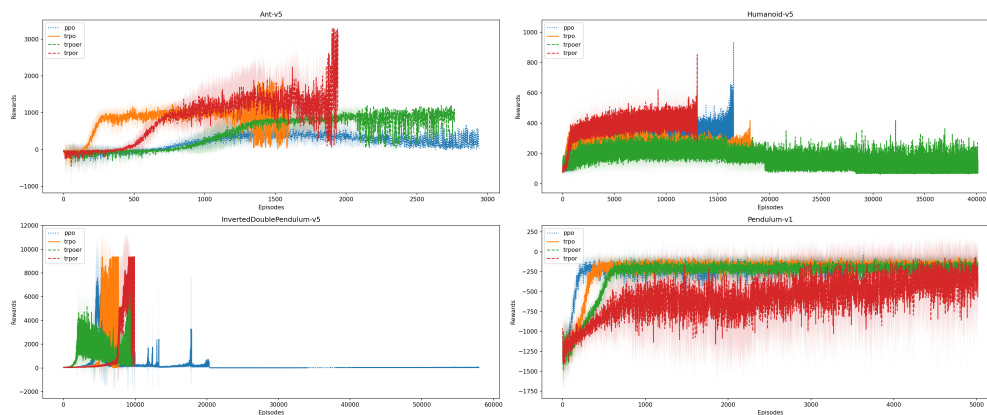 Ant-v5
ppo
trpo
trpoer
trpor
Rewards
3000
2000
1000
0
−1000
0
500
1000
1500
2000
2500
3000
Episodes
Humanoid-v5
ppo
trpo
trpoer
trpor
Rewards
1000
800
600
400
200
0
0
5000
10000
15000
20000
25000
30000
35000
40000
Episodes
InvertedDoublePendulum-v5
ppo
trpo
trpoer
trpor
Rewards
12000
10000
8000
6000
4000
2000
0
−2000
0
10000
20000
30000
40000
50000
60000
Episodes
Pendulum-v1
ppo
trpo
trpoer
trpor
Rewards
250
0
−250
−500
−750
−1000
−1250
−1500
−1750
0
1000
2000
3000
4000
5000
Episodes